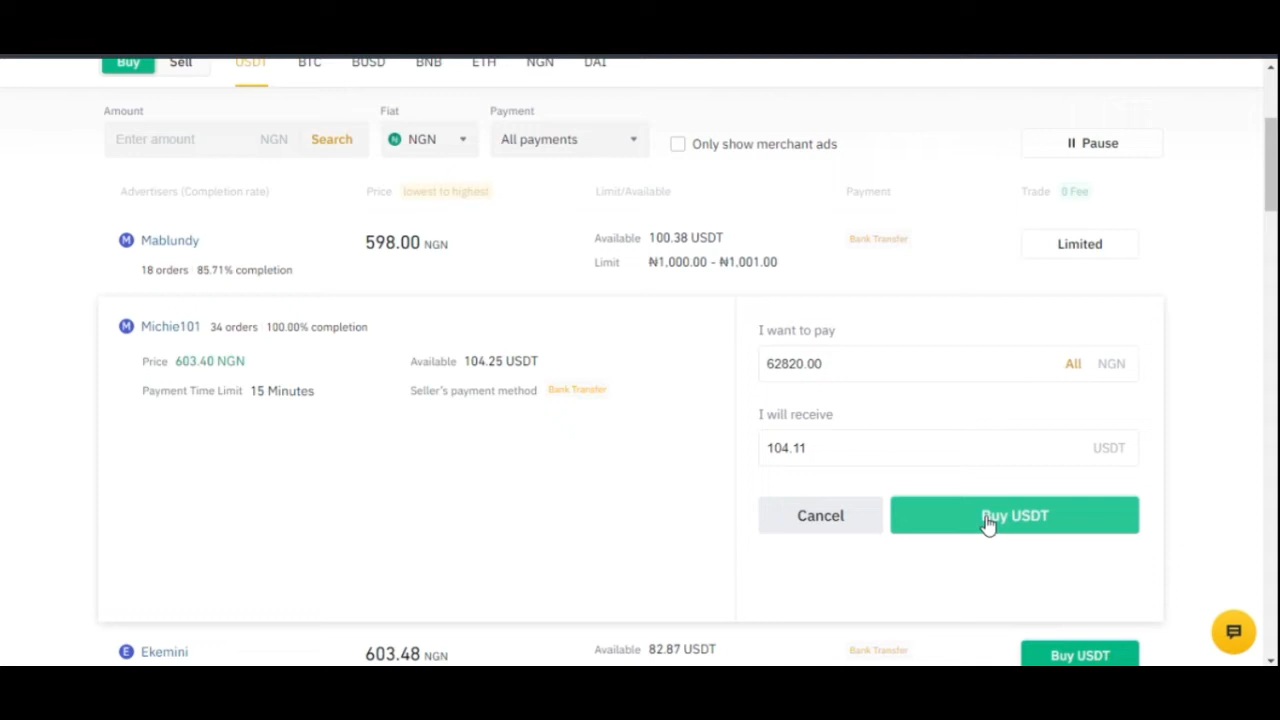 Buy Sell USDT BTC BUSD BNB ETH NGN DAI
Amount Fiat Payment
Enter amount NGN Search NGN All payments Only show merchant ads Pause
Advertisers (Completion rate) Price lowest to highest Limit/Available Payment Trade 0 Fee
M Mablundy 598.00 NGN Available 100.38 USDT Bank Transfer Limited
18 orders 85.71% completion Limit ₦1,000.00 - ₦1,001.00
M Michie101 34 orders 100.00% completion
Price 603.40 NGN Available 104.25 USDT
Payment Time Limit 15 Minutes Seller's payment method Bank Transfer
I want to pay
62820.00 All NGN
I will receive
104.11 USDT
Cancel Buy USDT
E Ekemini 603.48 NGN Available 82.87 USDT Bank Transfer Buy USDT